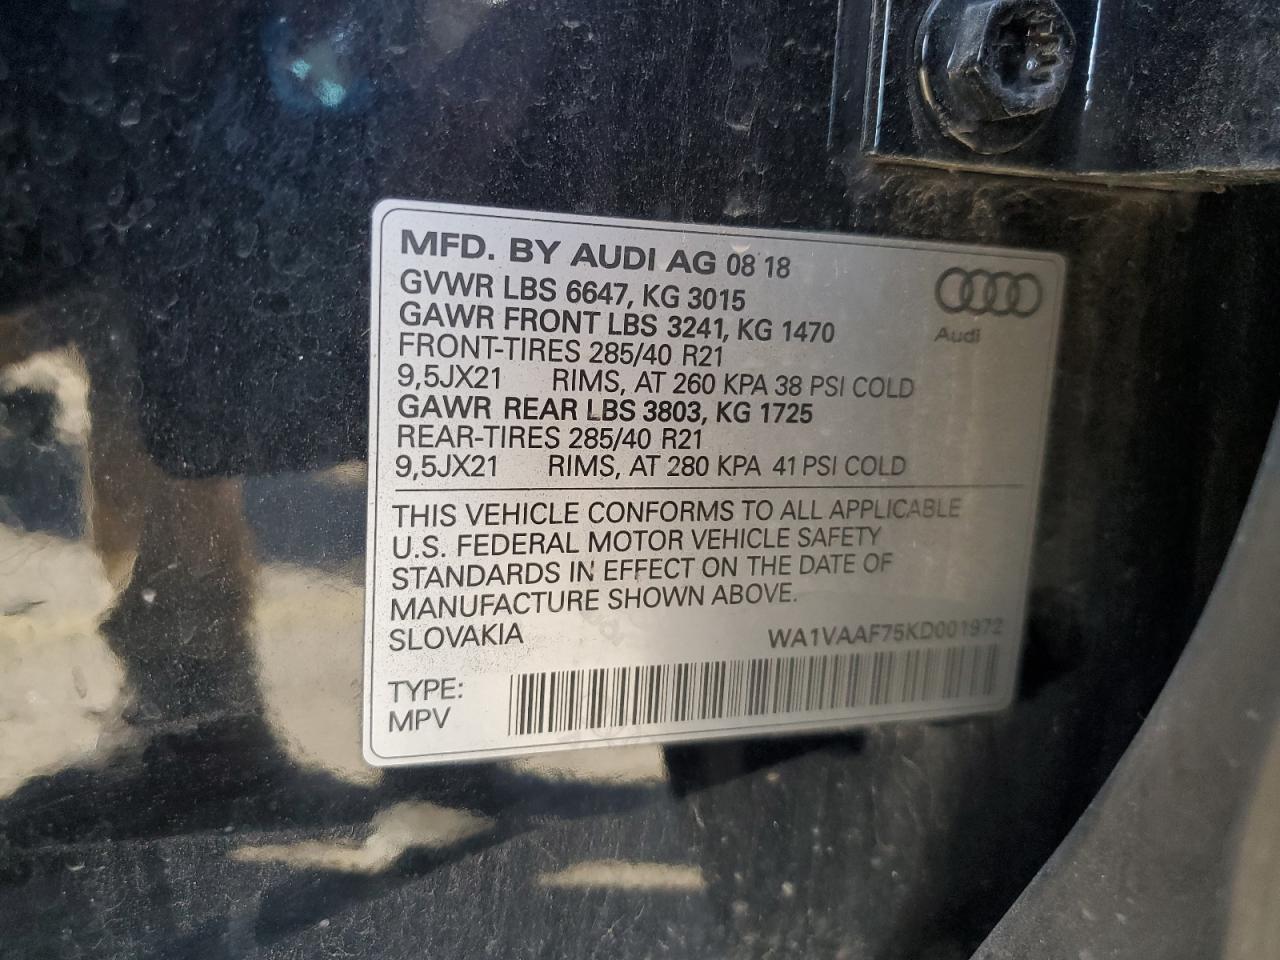 MFD. BY AUDI AG 08 18
GVWR LBS 6647, KG 3015
GAWR FRONT LBS 3241, KG 1470
FRONT-TIRES 285/40 R21
9,5JX21 RIMS, AT 260 KPA 38 PSI COLD
GAWR REAR LBS 3803, KG 1725
REAR-TIRES 285/40 R21
9,5JX21 RIMS, AT 280 KPA 41 PSI COLD
Audi
THIS VEHICLE CONFORMS TO ALL APPLICABLE
U.S. FEDERAL MOTOR VEHICLE SAFETY
STANDARDS IN EFFECT ON THE DATE OF
MANUFACTURE SHOWN ABOVE.
SLOVAKIA WA1VAAF75KD001972
TYPE:
MPV